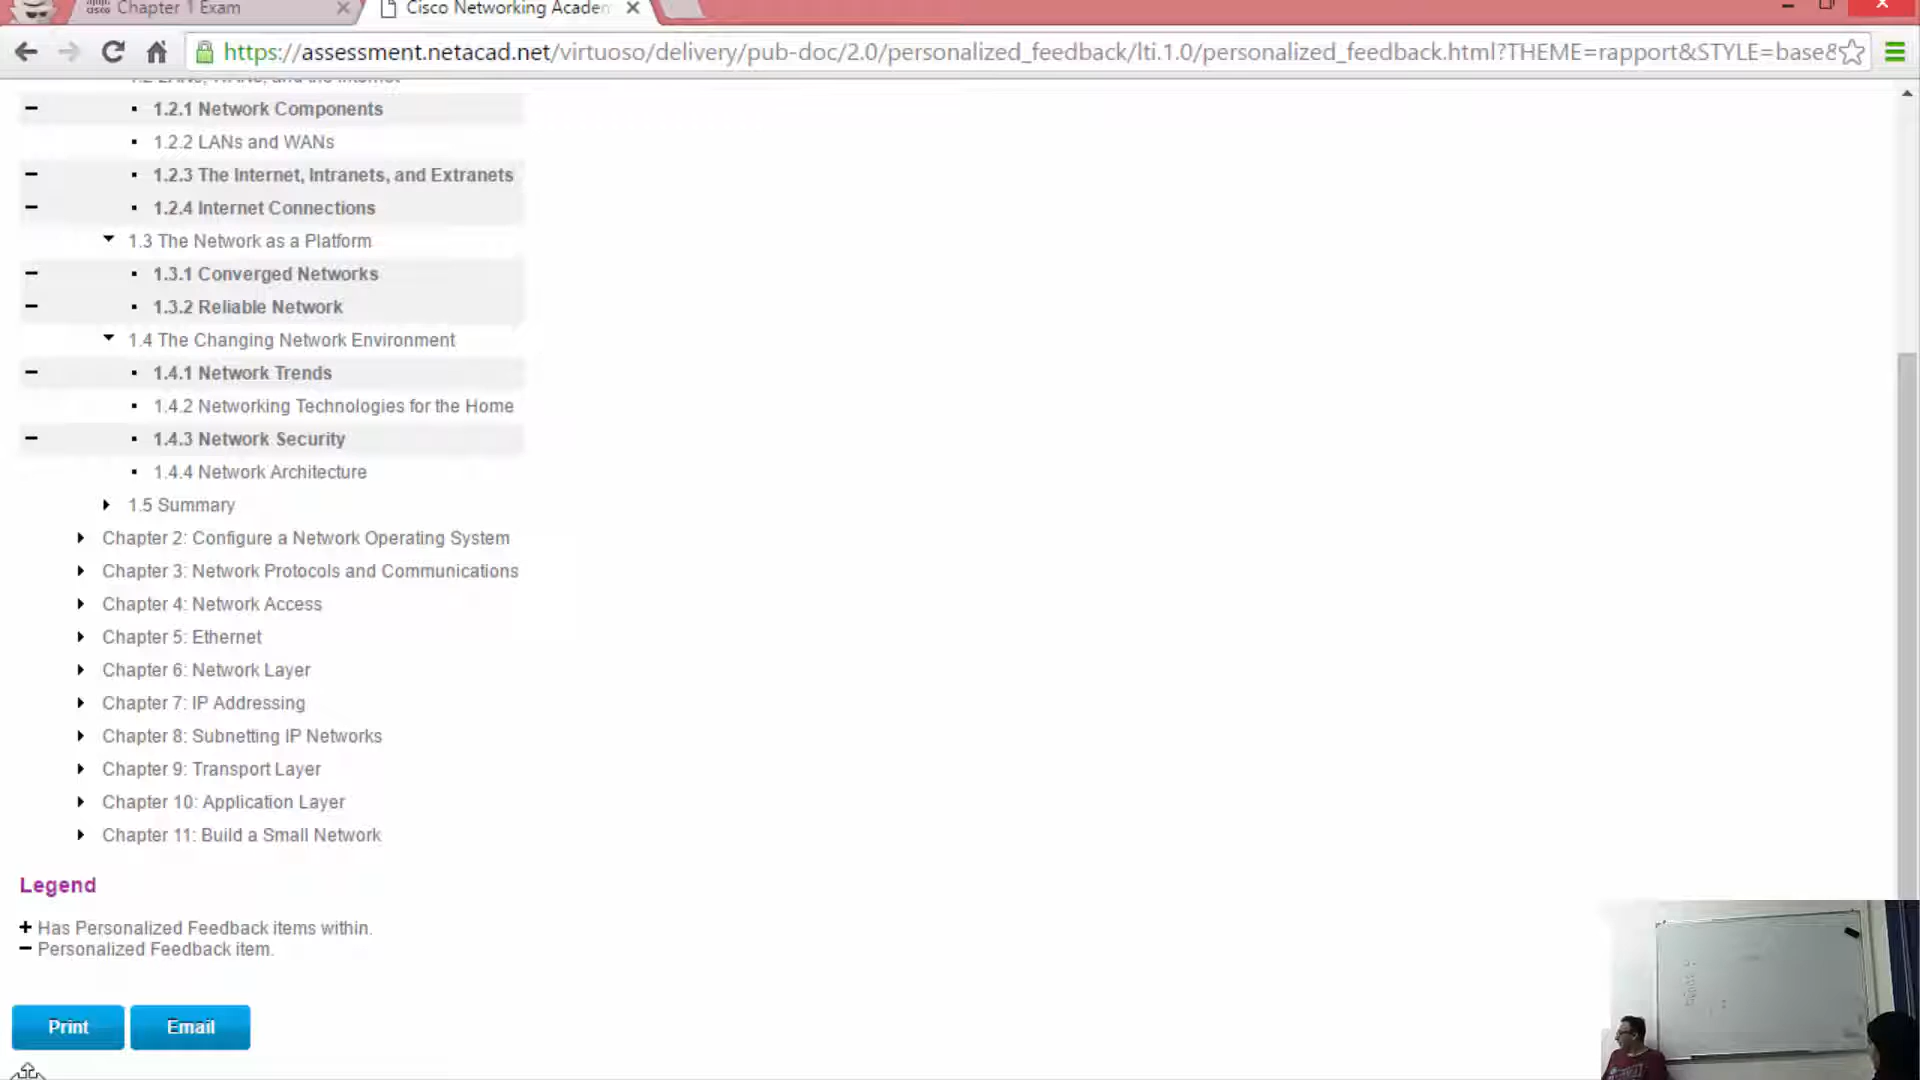 Chapter 1 Exam
Cisco Networking Academ
https://assessment.netacad.net/virtuoso/delivery/pub-doc/2.0/personalized_feedback/lti.1.0/personalized_feedback.html?THEME=rapport&STYLE=base&
1.2 LANs, WANs, and the Internet
1.2.1 Network Components
1.2.2 LANs and WANs
1.2.3 The Internet, Intranets, and Extranets
1.2.4 Internet Connections
1.3 The Network as a Platform
1.3.1 Converged Networks
1.3.2 Reliable Network
1.4 The Changing Network Environment
1.4.1 Network Trends
1.4.2 Networking Technologies for the Home
1.4.3 Network Security
1.4.4 Network Architecture
1.5 Summary
Chapter 2: Configure a Network Operating System
Chapter 3: Network Protocols and Communications
Chapter 4: Network Access
Chapter 5: Ethernet
Chapter 6: Network Layer
Chapter 7: IP Addressing
Chapter 8: Subnetting IP Networks
Chapter 9: Transport Layer
Chapter 10: Application Layer
Chapter 11: Build a Small Network
Legend
+ Has Personalized Feedback items within.
− Personalized Feedback item.
Print Email